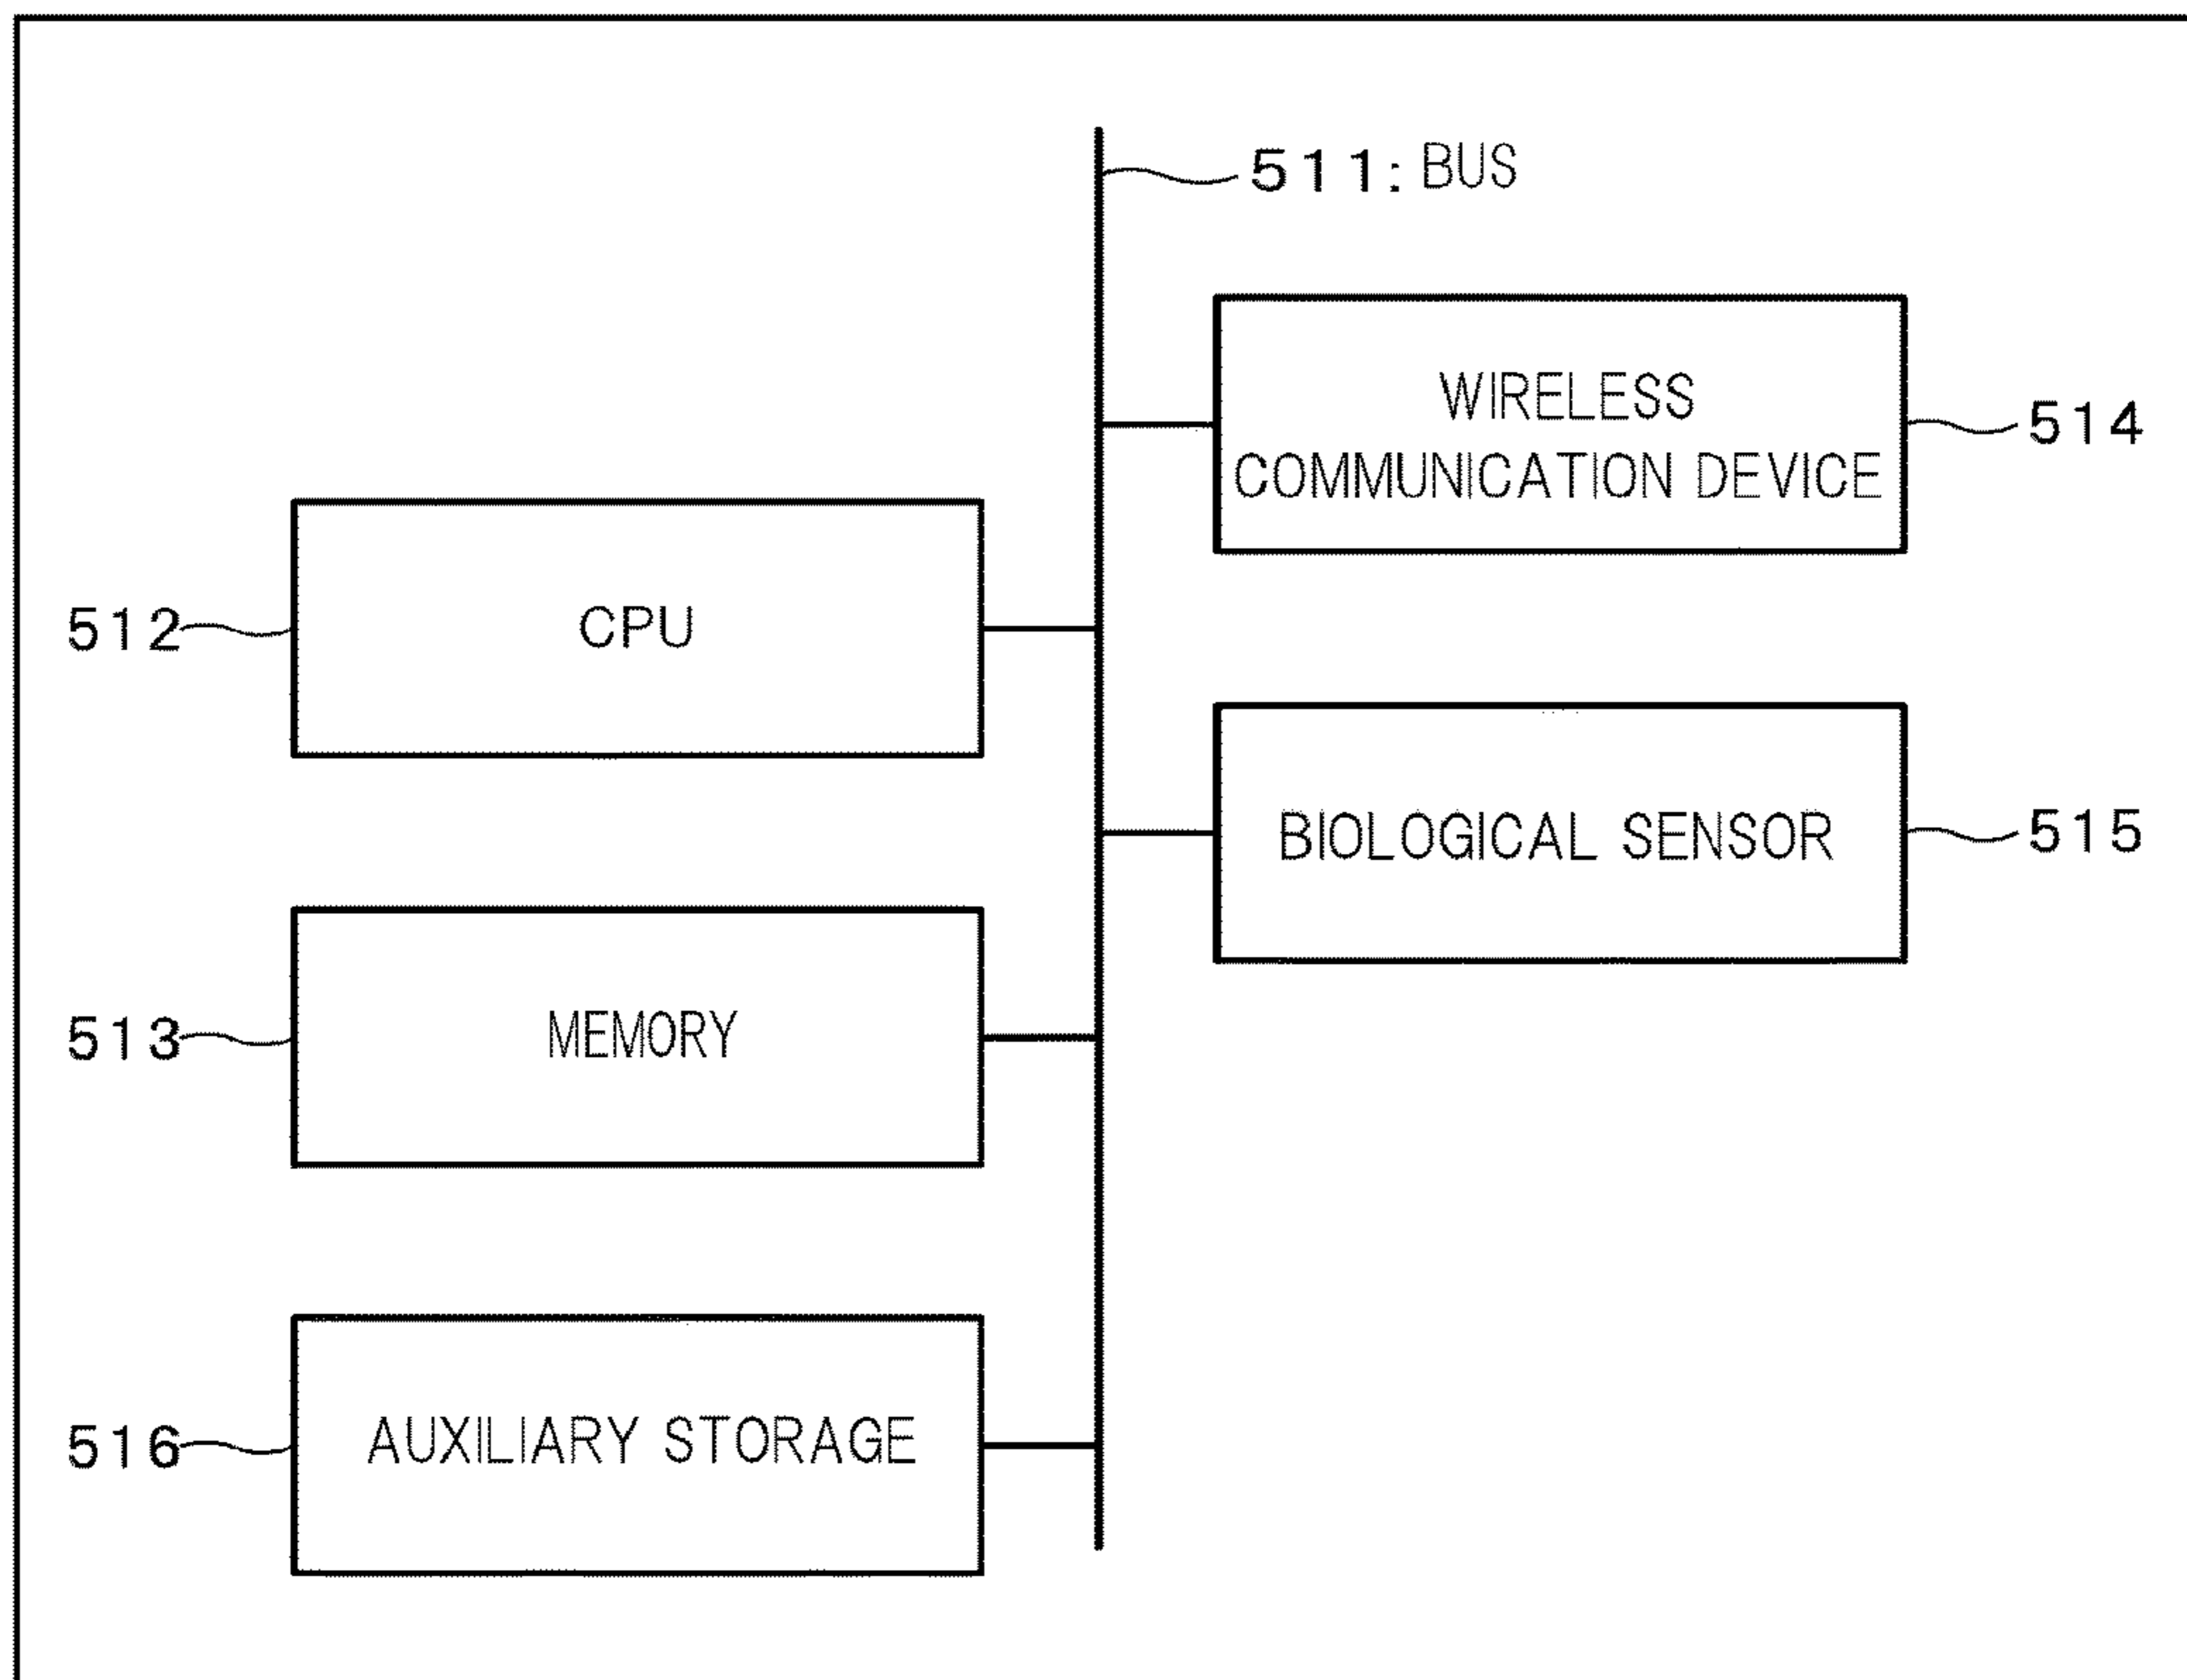 511: BUS
WIRELESS
COMMUNICATION DEVICE
514
512
CPU
BIOLOGICAL SENSOR
515
513
MEMORY
516
AUXILIARY STORAGE